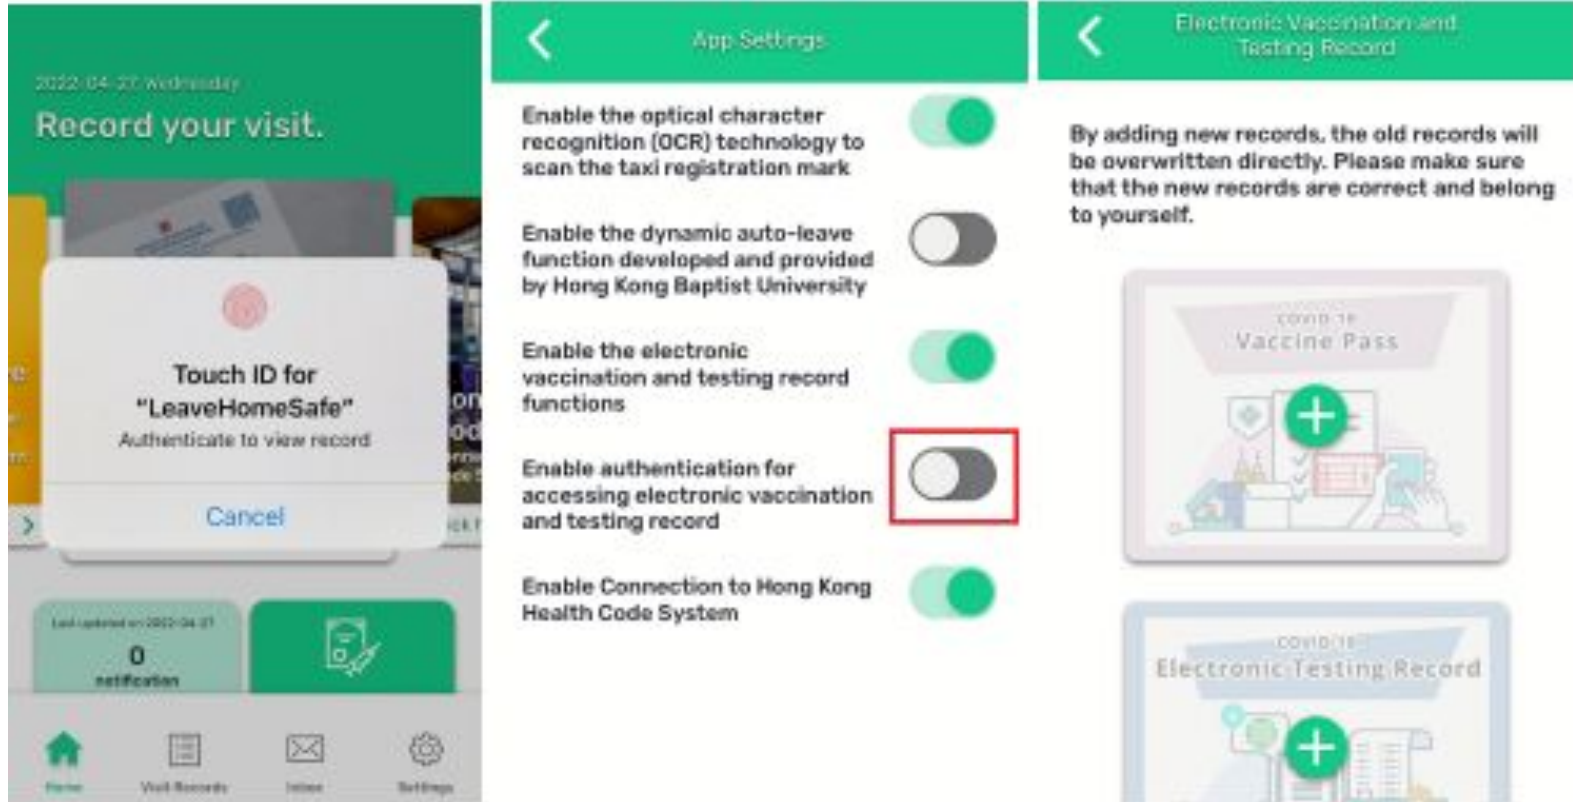 2022-04-27 Wednesday
Record your visit.
Touch ID for
“LeaveHomeSafe”
Authenticate to view record
Cancel
Last updated on 2022-04-27
0
notification
Home
Visit Records
Inbox
Settings
App Settings
Enable the optical character
recognition (OCR) technology to
scan the taxi registration mark
Enable the dynamic auto-leave
function developed and provided
by Hong Kong Baptist University
Enable the electronic
vaccination and testing record
functions
Enable authentication for
accessing electronic vaccination
and testing record
Enable Connection to Hong Kong
Health Code System
Electronic Vaccination and
Testing Record
By adding new records, the old records will
be overwritten directly. Please make sure
that the new records are correct and belong
to yourself.
COVID-19
Vaccine Pass
COVID-19
Electronic Testing Record